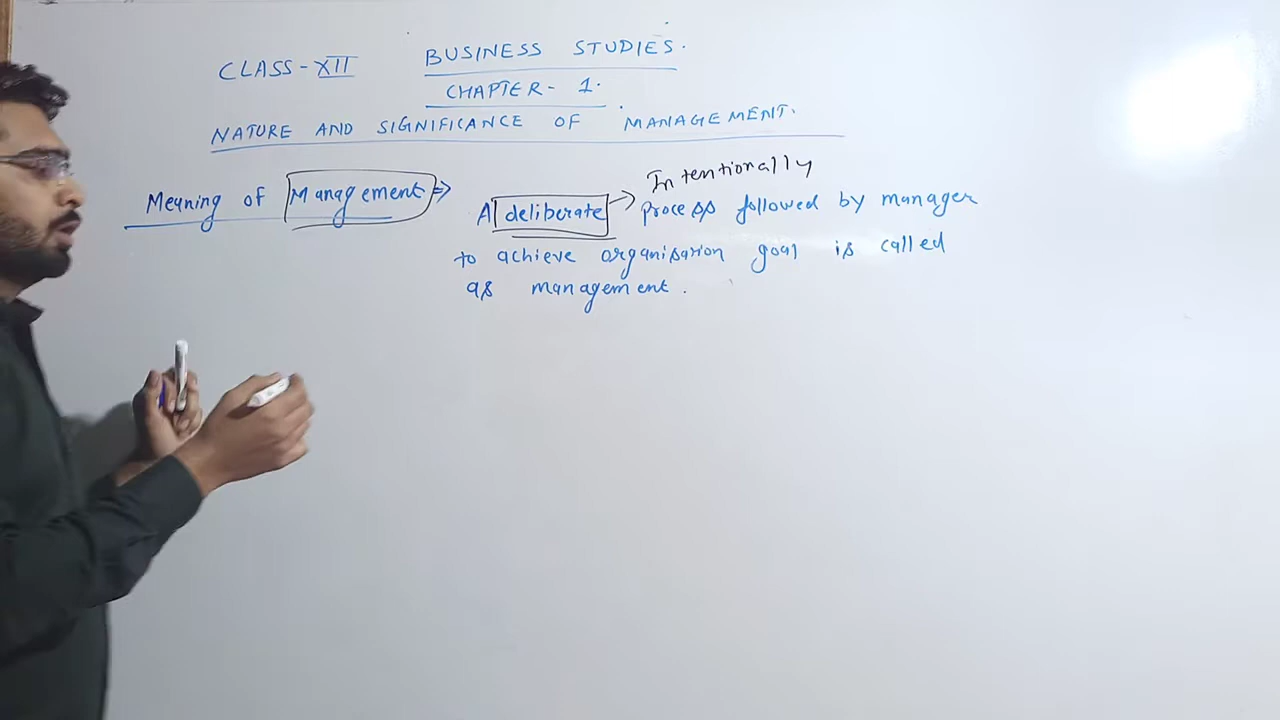 CLASS-XII BUSINESS STUDIES.
CHAPTER- 1.
NATURE AND SIGNIFICANCE OF MANAGEMENT.
Intentionally
Meaning of Management ⇒ A deliberate → process followed by manager
to achieve organisation goal is called
as management.